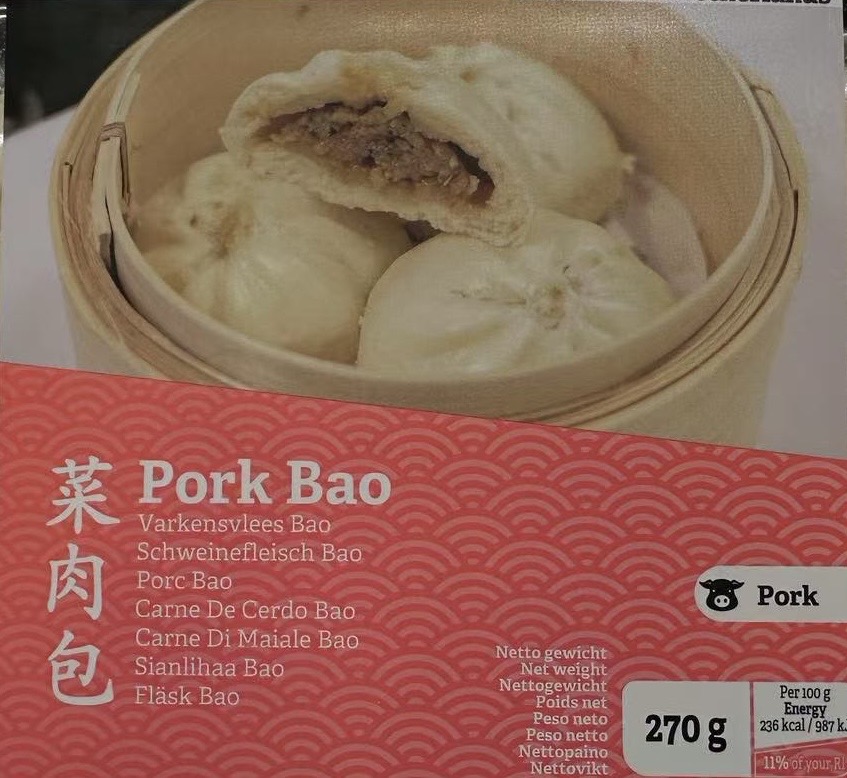 菜肉包
Pork Bao
Varkensvlees Bao
Schweinefleisch Bao
Porc Bao
Carne De Cerdo Bao
Carne Di Maiale Bao
Sianlihaa Bao
Fläsk Bao
Pork
Netto gewicht
Net weight
Nettogewicht
Poids net
Peso neto
Peso netto
Nettopaino
Nettovikt
270 g
Per 100 g
Energy
236 kcal / 987 k
11% of your RI